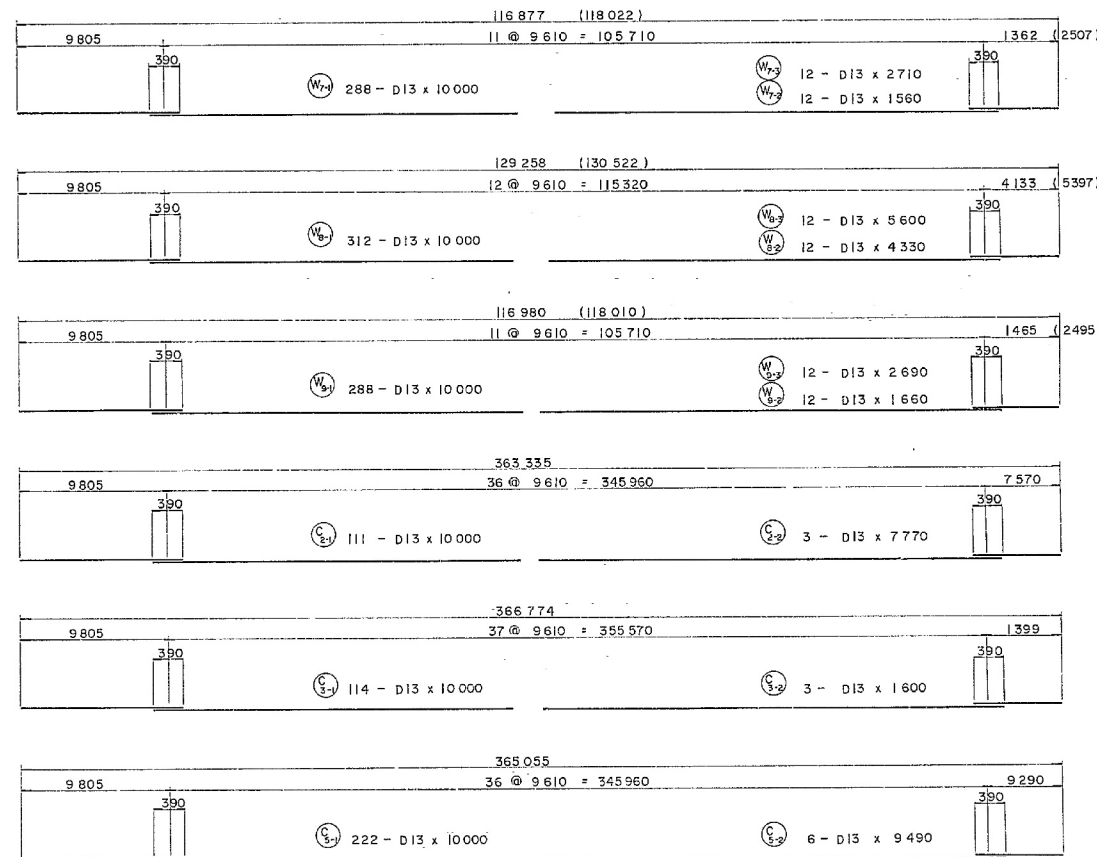 116 877 (118 022)
9 805 11 @ 9 610 = 105 710 1 362 (2507)
390 390
W7-1 288 - D13 x 10 000 W7-3 12 - D13 x 2710
W7-2 12 - D13 x 1560
129 258 (130 522)
9 805 12 @ 9 610 = 115320 4 133 (5397)
390 390
W8-1 312 - D13 x 10 000 W8-3 12 - D13 x 5 600
W8-2 12 - D13 x 4 330
116 980 (118 010)
9 805 11 @ 9 610 = 105 710 1465 (2495
390 390
W9-1 288 - D13 x 10 000 W9-3 12 - D13 x 2 690
W9-2 12 - D13 x 1 660
363 335
9 805 36 @ 9 610 = 345 960 7 570
390 390
C2-1 111 - D13 x 10 000 C2-2 3 - D13 x 7 770
366 774
9 805 37 @ 9 610 = 355 570 1 399
390 390
C3-1 114 - D13 x 10 000 C3-2 3 - D13 x 1 600
365 055
9 805 36 @ 9 610 = 345 960 9 290
390 390
C5-1 222 - D13 x 10 000 C5-2 6 - D13 x 9 490